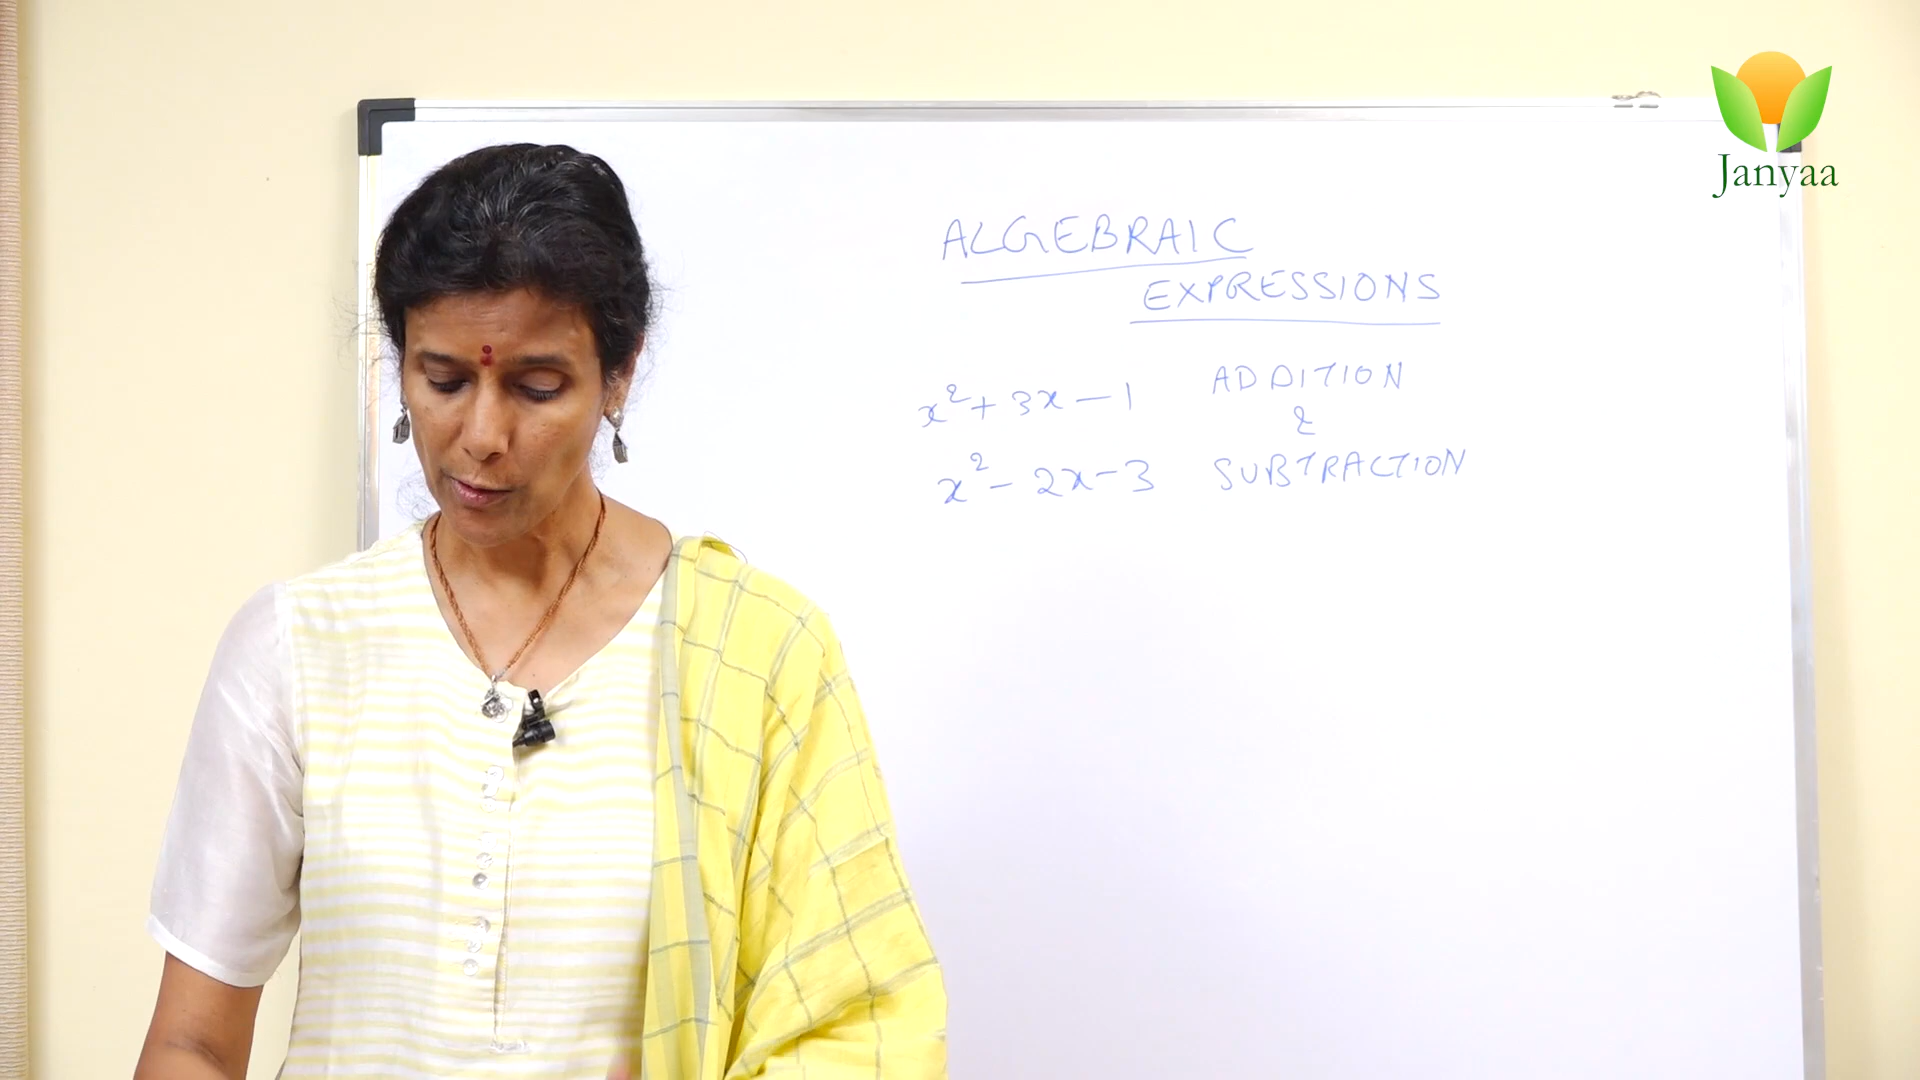 Janyaa
ALGEBRAIC
EXPRESSIONS
x² + 3x - 1
x² - 2x - 3
ADDITION
&
SUBTRACTION